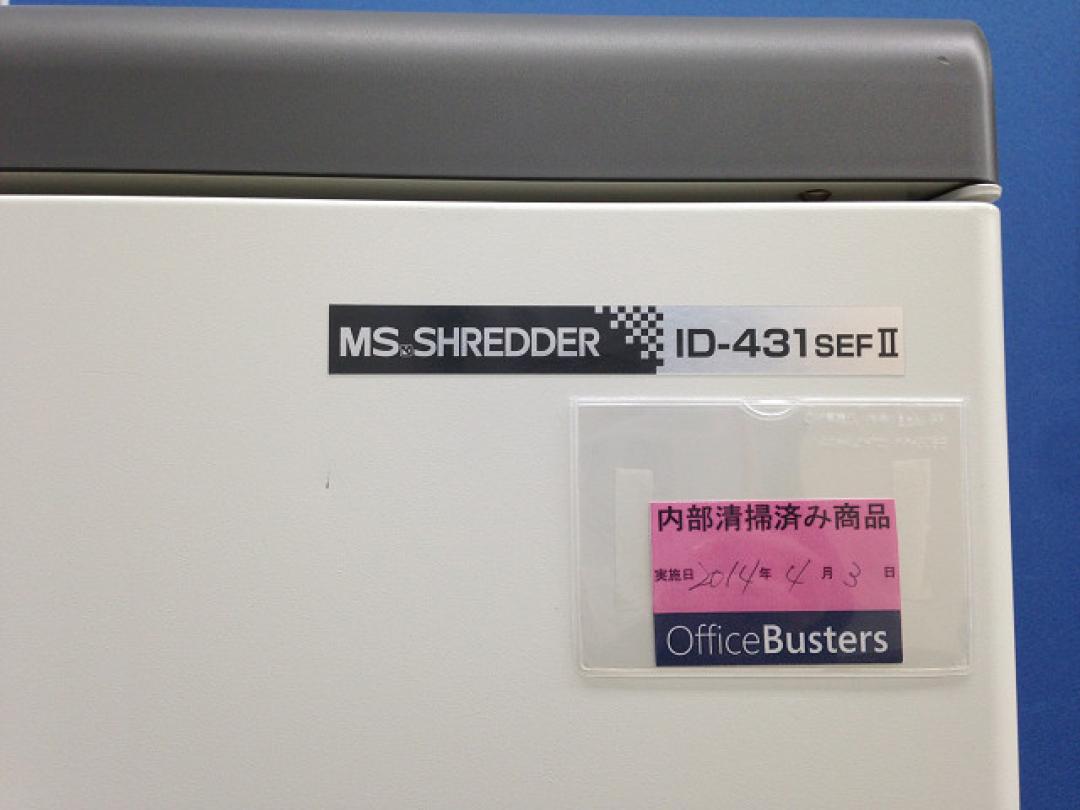 MS SHREDDER ID-431SEFⅡ
内部清掃済み商品
実施日 2014年 4月 3日
OfficeBusters